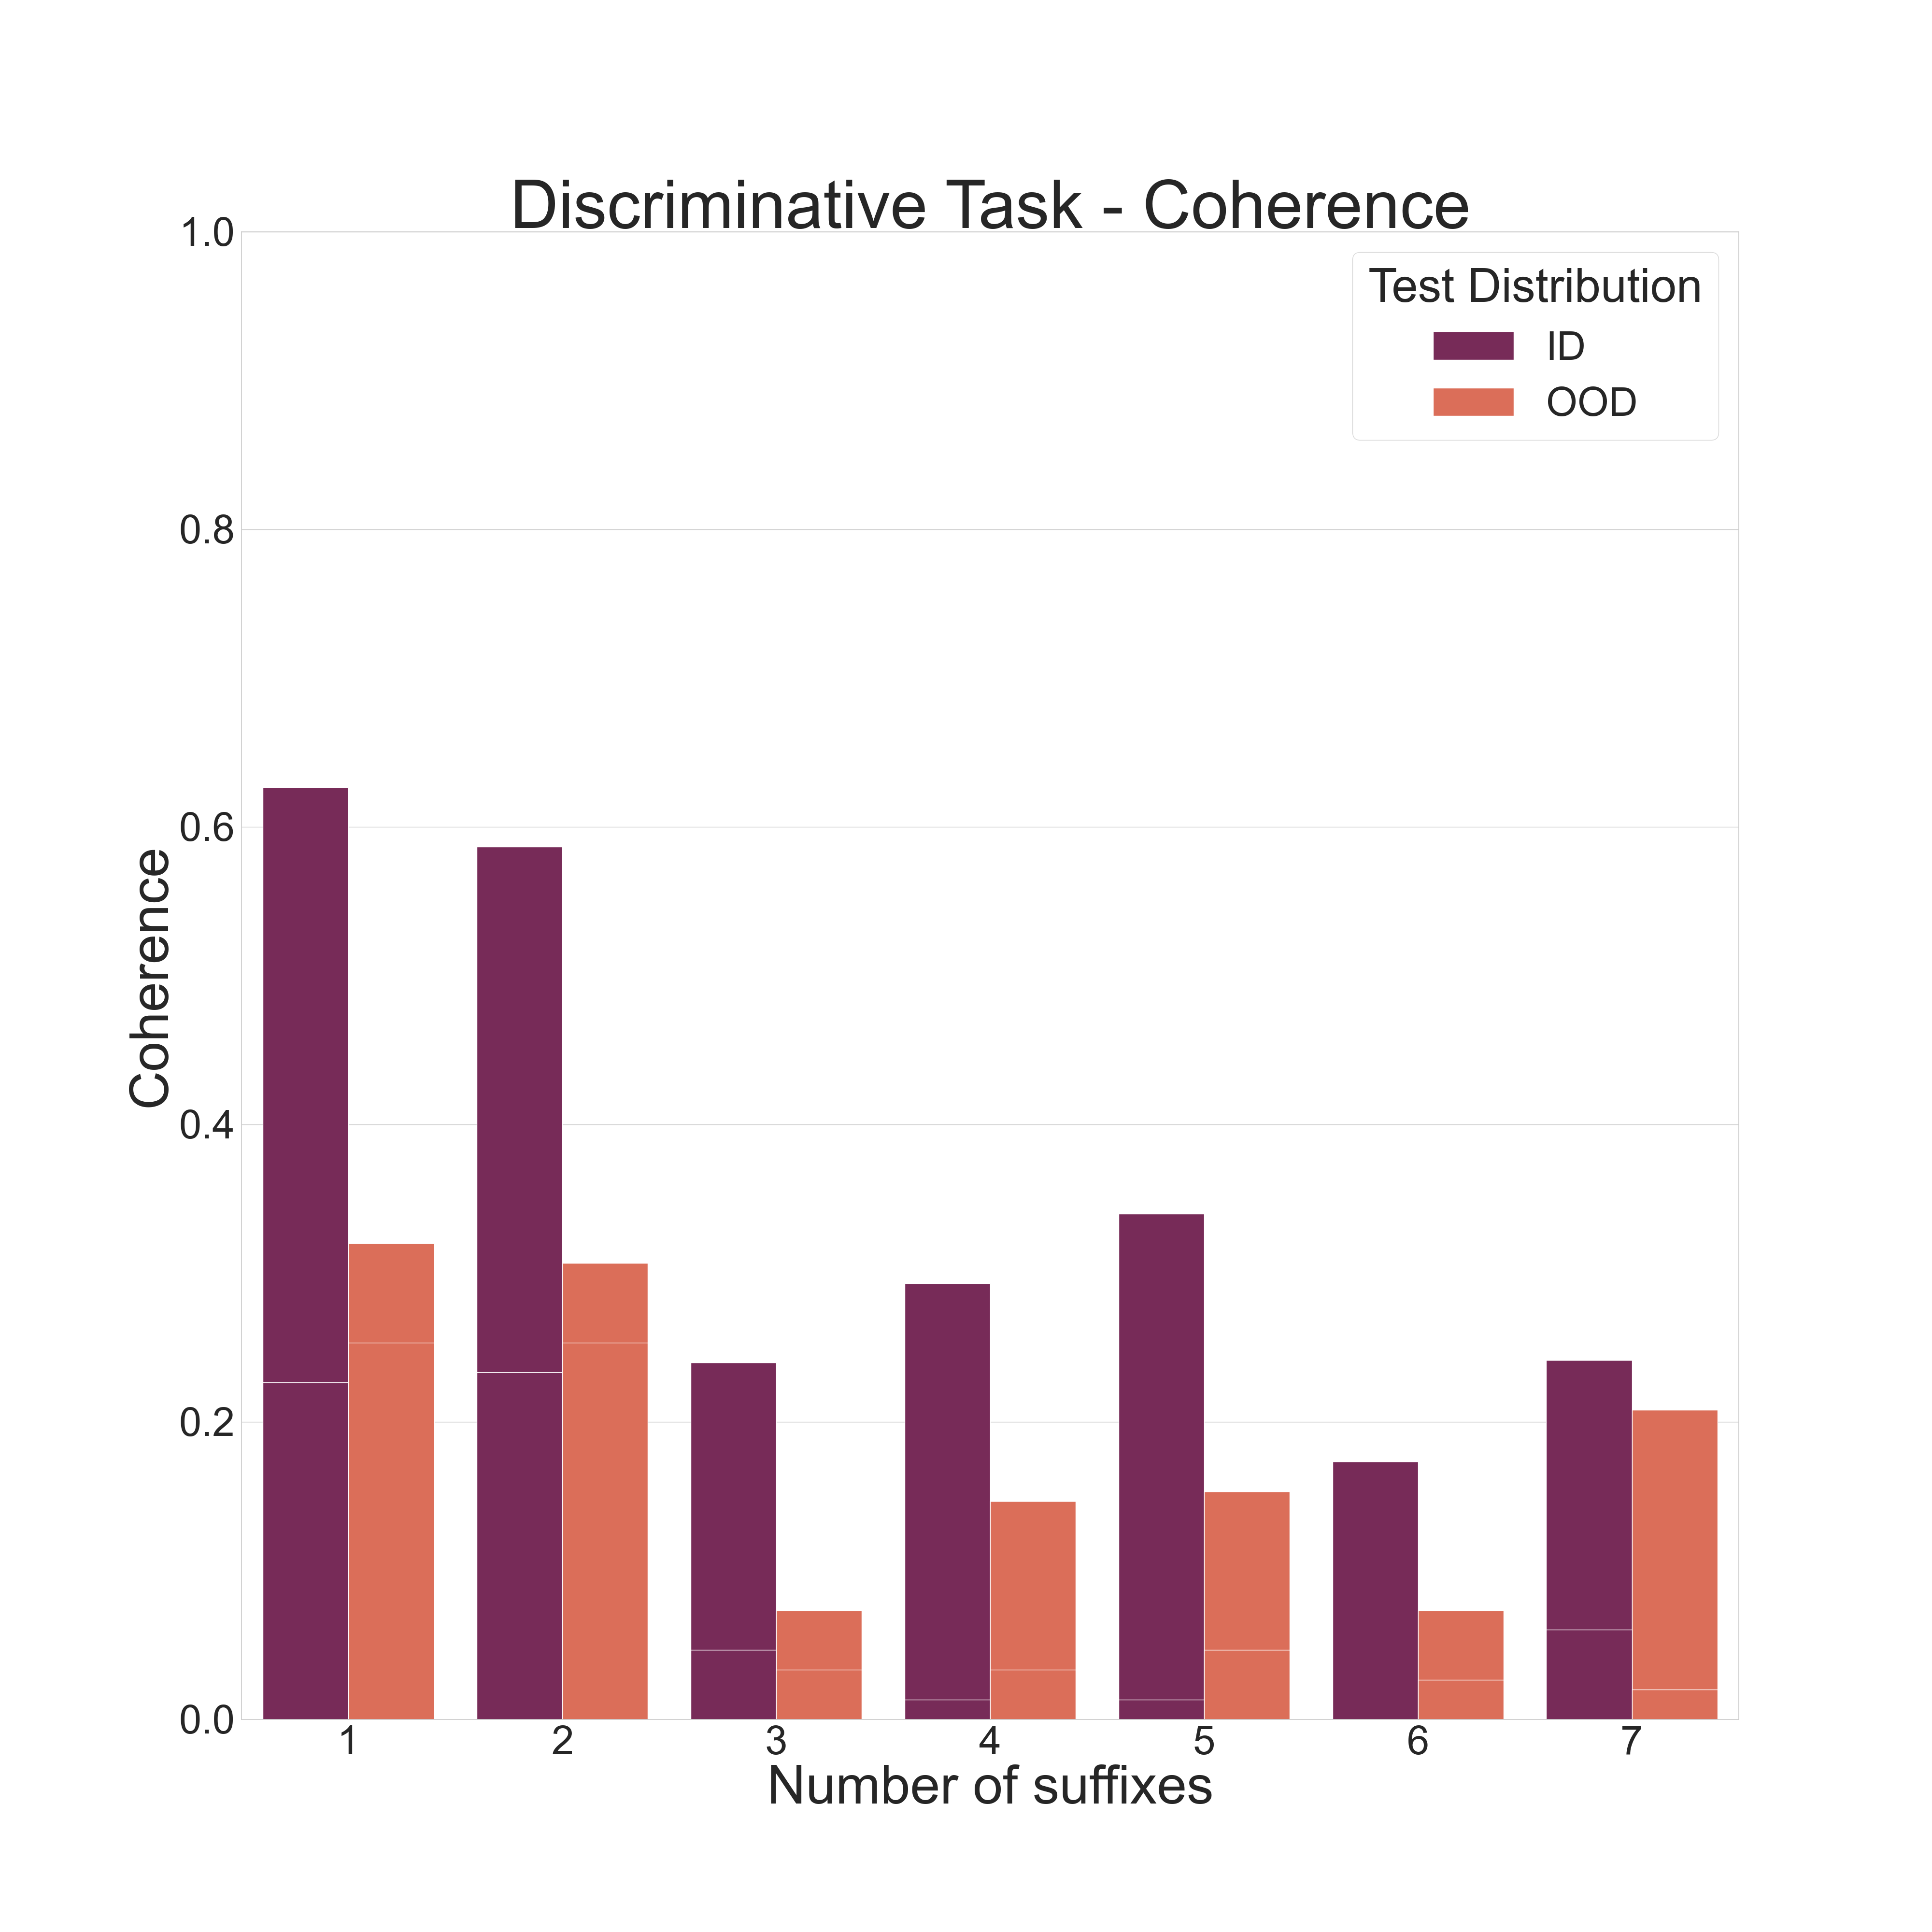 Discriminative Task - Coherence
1.0
Test Distribution
ID
OOD
0.8
0.6
0.4
0.2
0.0
Coherence
1 2 3 4 5 6 7
Number of suffixes